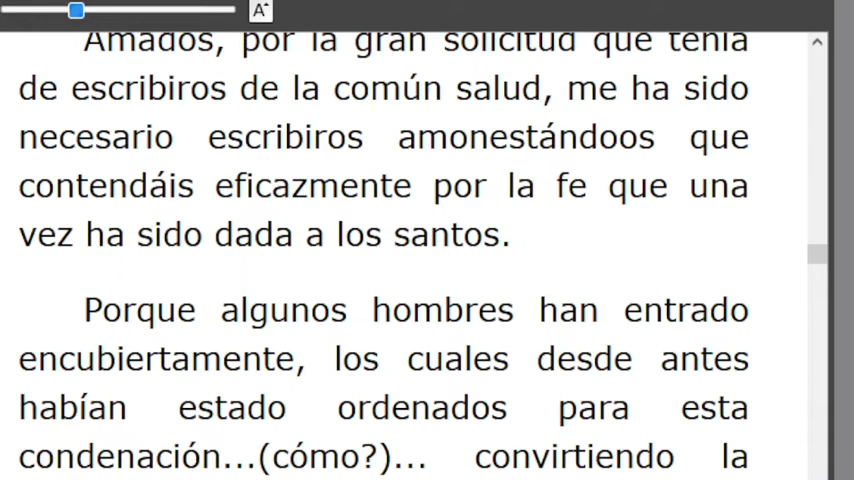 A
Amados, por la gran solicitud que tenía
de escribiros de la común salud, me ha sido
necesario escribiros amonestándoos que
contendáis eficazmente por la fe que una
vez ha sido dada a los santos.
Porque algunos hombres han entrado
encubiertamente, los cuales desde antes
habían estado ordenados para esta
condenación...(cómo?)... convirtiendo la